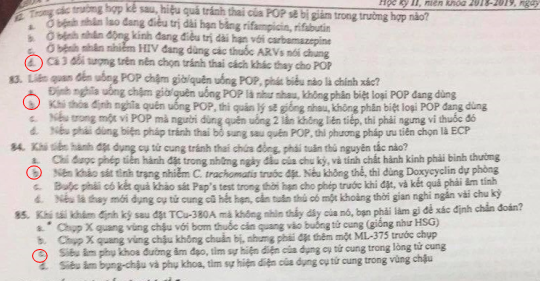 Học kỳ II, niên khóa 2018-2019, ngày
82. Trong các trường hợp kể sau, hiệu quả tránh thai của POP sẽ bị giảm trong trường hợp nào?
a. Ở bệnh nhân lao đang điều trị dài hạn bằng rifampicin, rifabutin
b. Ở bệnh nhân động kinh đang điều trị dài hạn với carbamazepine
c. Ở bệnh nhân nhiễm HIV đang dùng các thuốc ARVs nói chung
d. Cả 3 đối tượng trên nên chọn tránh thai cách khác thay cho POP
83. Liên quan đến uống POP chậm giờ/quên uống POP, phát biểu nào là chính xác?
a. Định nghĩa uống chậm giờ/quên uống POP là như nhau, không phân biệt loại POP đang dùng
b. Khi thỏa định nghĩa quên uống POP, thì quản lý sẽ giống nhau, không phân biệt loại POP đang dùng
c. Nếu trong một vỉ POP mà người dùng quên uống 2 lần không liên tiếp, thì phải ngưng vỉ thuốc đó
d. Nếu phải dùng biện pháp tránh thai bổ sung sau quên POP, thì phương pháp ưu tiên chọn là ECP
84. Khi tiến hành đặt dụng cụ tử cung tránh thai chứa đồng, phải tuân thủ nguyên tắc nào?
a. Chỉ được phép tiến hành đặt trong những ngày đầu của chu kỳ, và tính chất hành kinh phải bình thường
b. Nên khảo sát tình trạng nhiễm C. trachomatis trước đặt. Nếu không thể, thì dùng Doxycyclin dự phòng
c. Buộc phải có kết quả khảo sát Pap's test trong thời hạn cho phép trước khi đặt, và kết quả phải âm tính
d. Nếu là thay mới dụng cụ tử cung cũ hết hạn, cần tuân thủ có một khoảng thời gian nghỉ ngắn vài chu kỳ
85. Khi tái khám định kỳ sau đặt TCu-380A mà không nhìn thấy dây của nó, bạn phải làm gì để xác định chẩn đoán?
a. Chụp X quang vùng chậu với bơm thuốc cản quang vào buồng tử cung (giống như HSG)
b. Chụp X quang vùng chậu không chuẩn bị, nhưng phải đặt thêm một ML-375 trước chụp
c. Siêu âm phụ khoa đường âm đạo, tìm sự hiện diện của dụng cụ tử cung trong lòng tử cung
d. Siêu âm bụng-chậu và phụ khoa, tìm sự hiện diện của dụng cụ tử cung trong vùng chậu